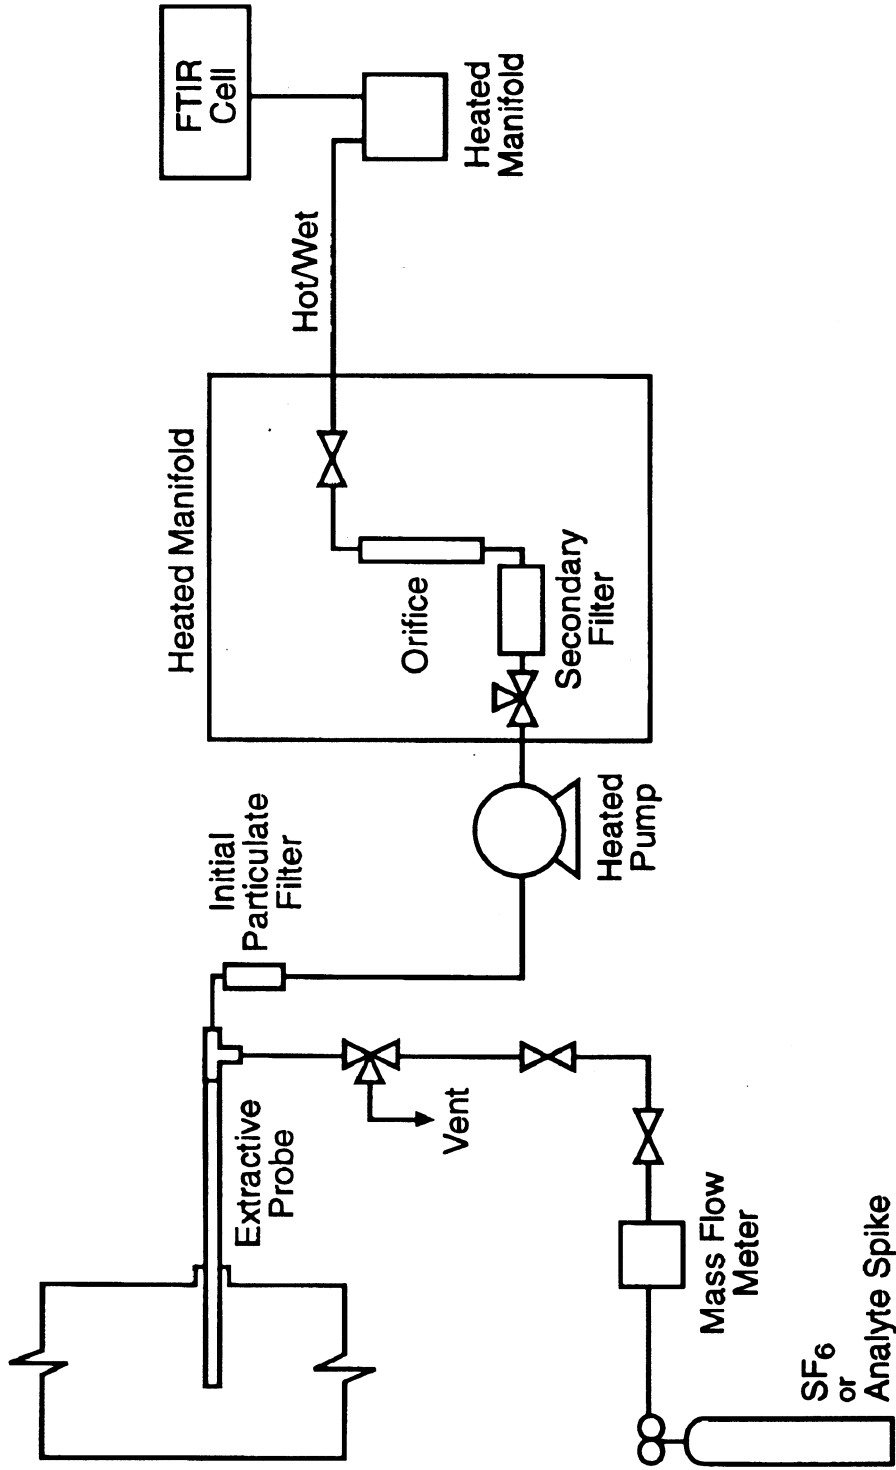 FTIR
Cell
Heated
Manifold
Hot/Wet
Heated Manifold
Orifice
Secondary
Filter
Initial
Particulate
Filter
Heated
Pump
Extractive
Probe
Vent
Mass Flow
Meter
SF6
or
Analyte Spike